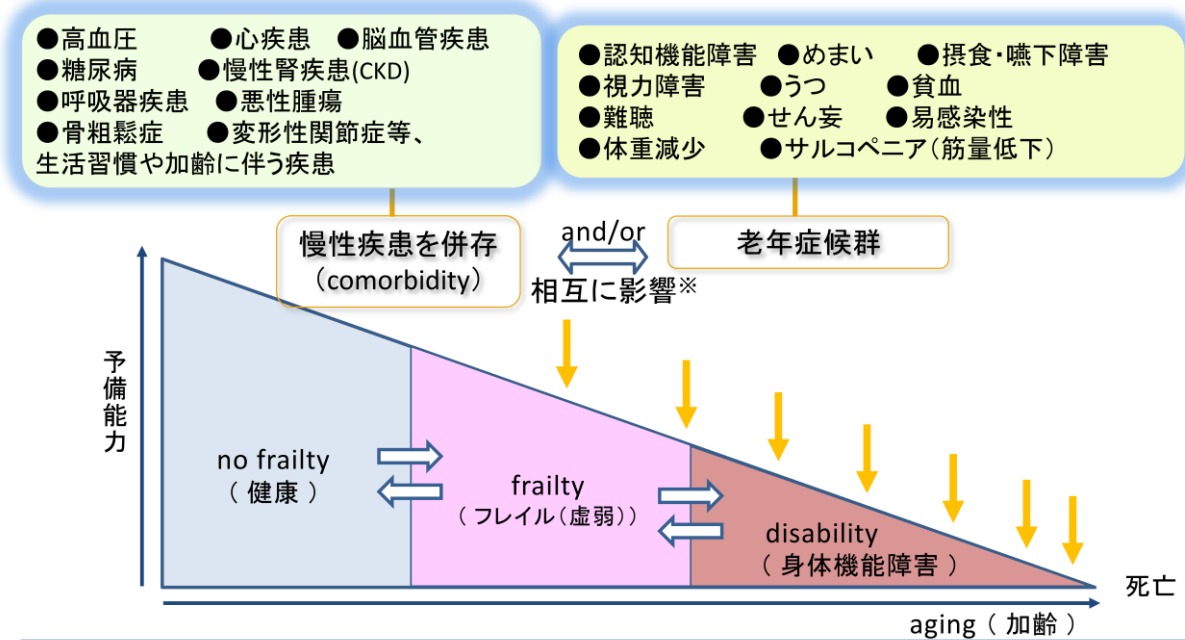 ●高血圧 ●心疾患 ●脳血管疾患
●糖尿病 ●慢性腎疾患(CKD)
●呼吸器疾患 ●悪性腫瘍
●骨粗鬆症 ●変形性関節症等、
生活習慣や加齢に伴う疾患
●認知機能障害 ●めまい ●摂食・嚥下障害
●視力障害 ●うつ ●貧血
●難聴 ●せん妄 ●易感染性
●体重減少 ●サルコペニア(筋量低下)
慢性疾患を併存
(comorbidity)
and/or
相互に影響※
老年症候群
予備能力
no frailty
(健康)
frailty
(フレイル(虚弱))
disability
(身体機能障害)
死亡
aging(加齢)